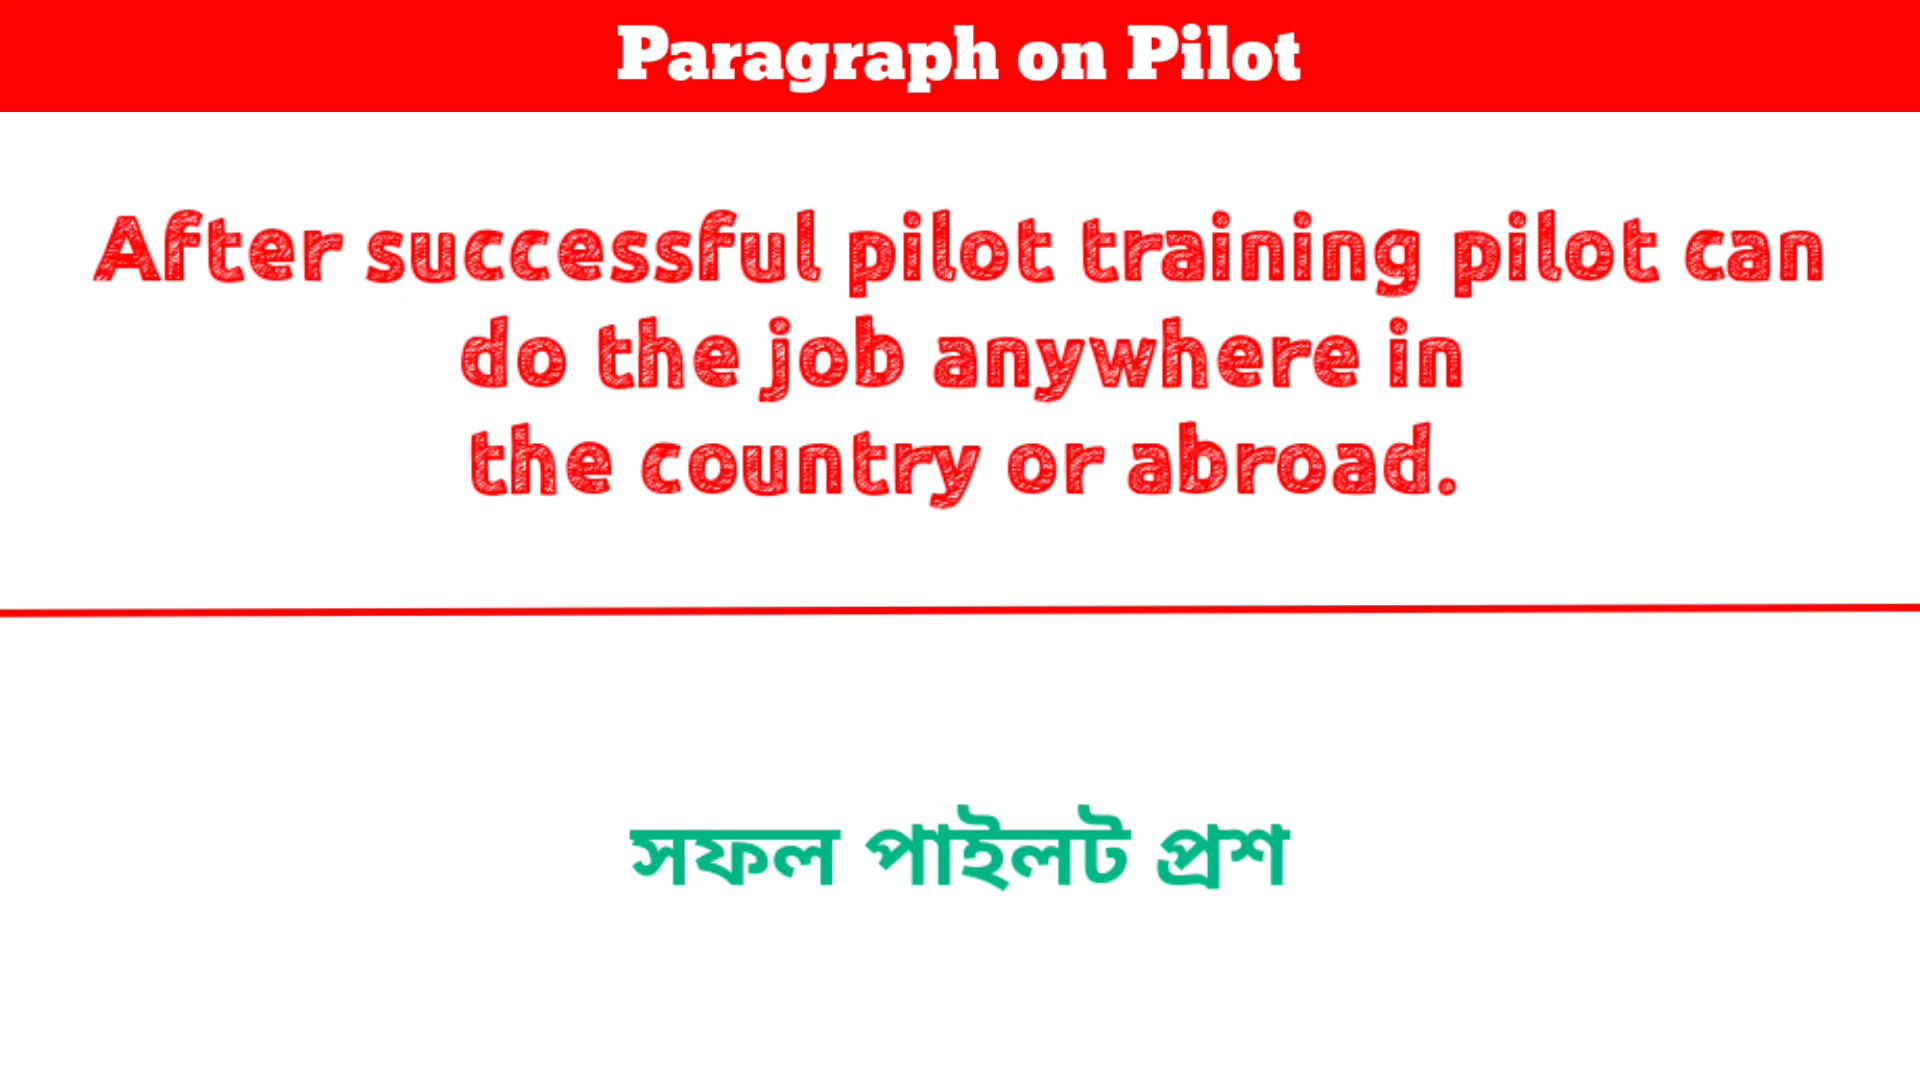 Paragraph on Pilot
After successful pilot training pilot can
do the job anywhere in
the country or abroad.
সফল পাইলট প্রশ